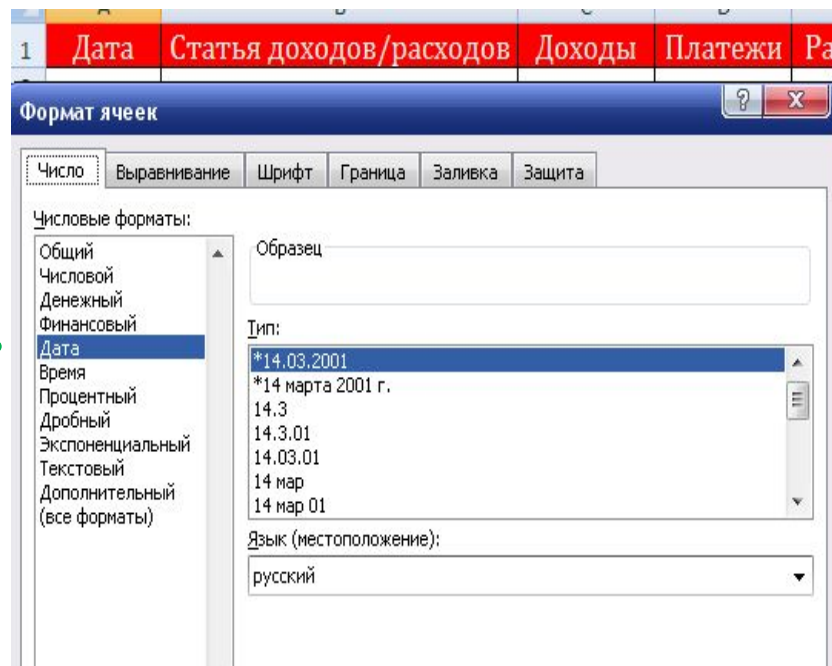 1 Дата Статья доходов/расходов Доходы Платежи Ра
Формат ячеек
Число Выравнивание Шрифт Граница Заливка Защита
Числовые форматы:
Общий
Числовой
Денежный
Финансовый
Дата
Время
Процентный
Дробный
Экспоненциальный
Текстовый
Дополнительный
(все форматы)
Образец
Тип:
*14.03.2001
*14 марта 2001 г.
14.3
14.3.01
14.03.01
14 мар
14 мар 01
Язык (местоположение):
русский